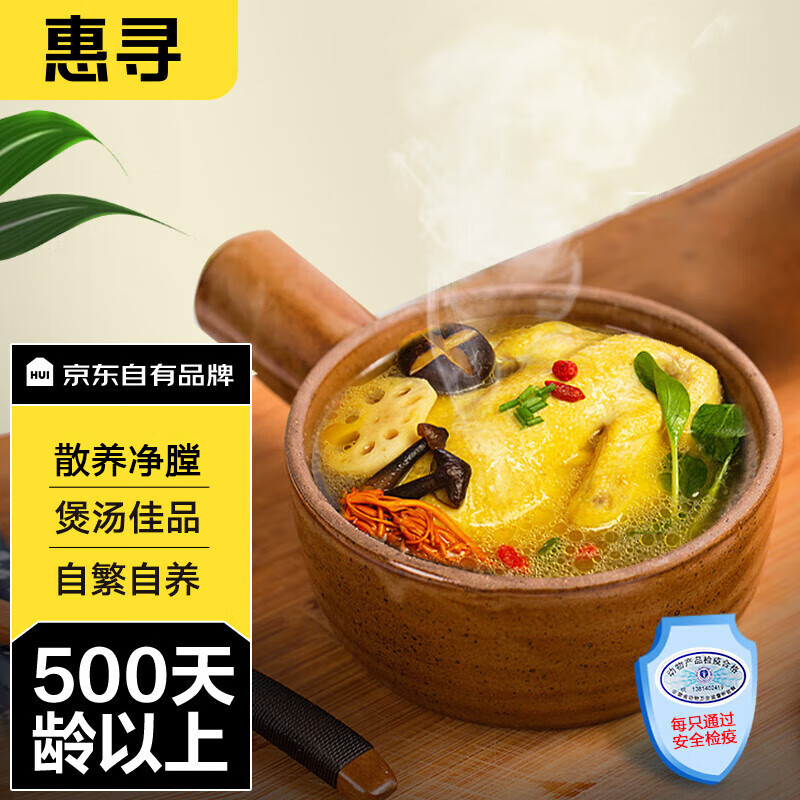 惠寻
HUI 京东自有品牌
散养净膛
煲汤佳品
自繁自养
500天
龄以上
动物产品检疫合格
每只通过
安全检疫